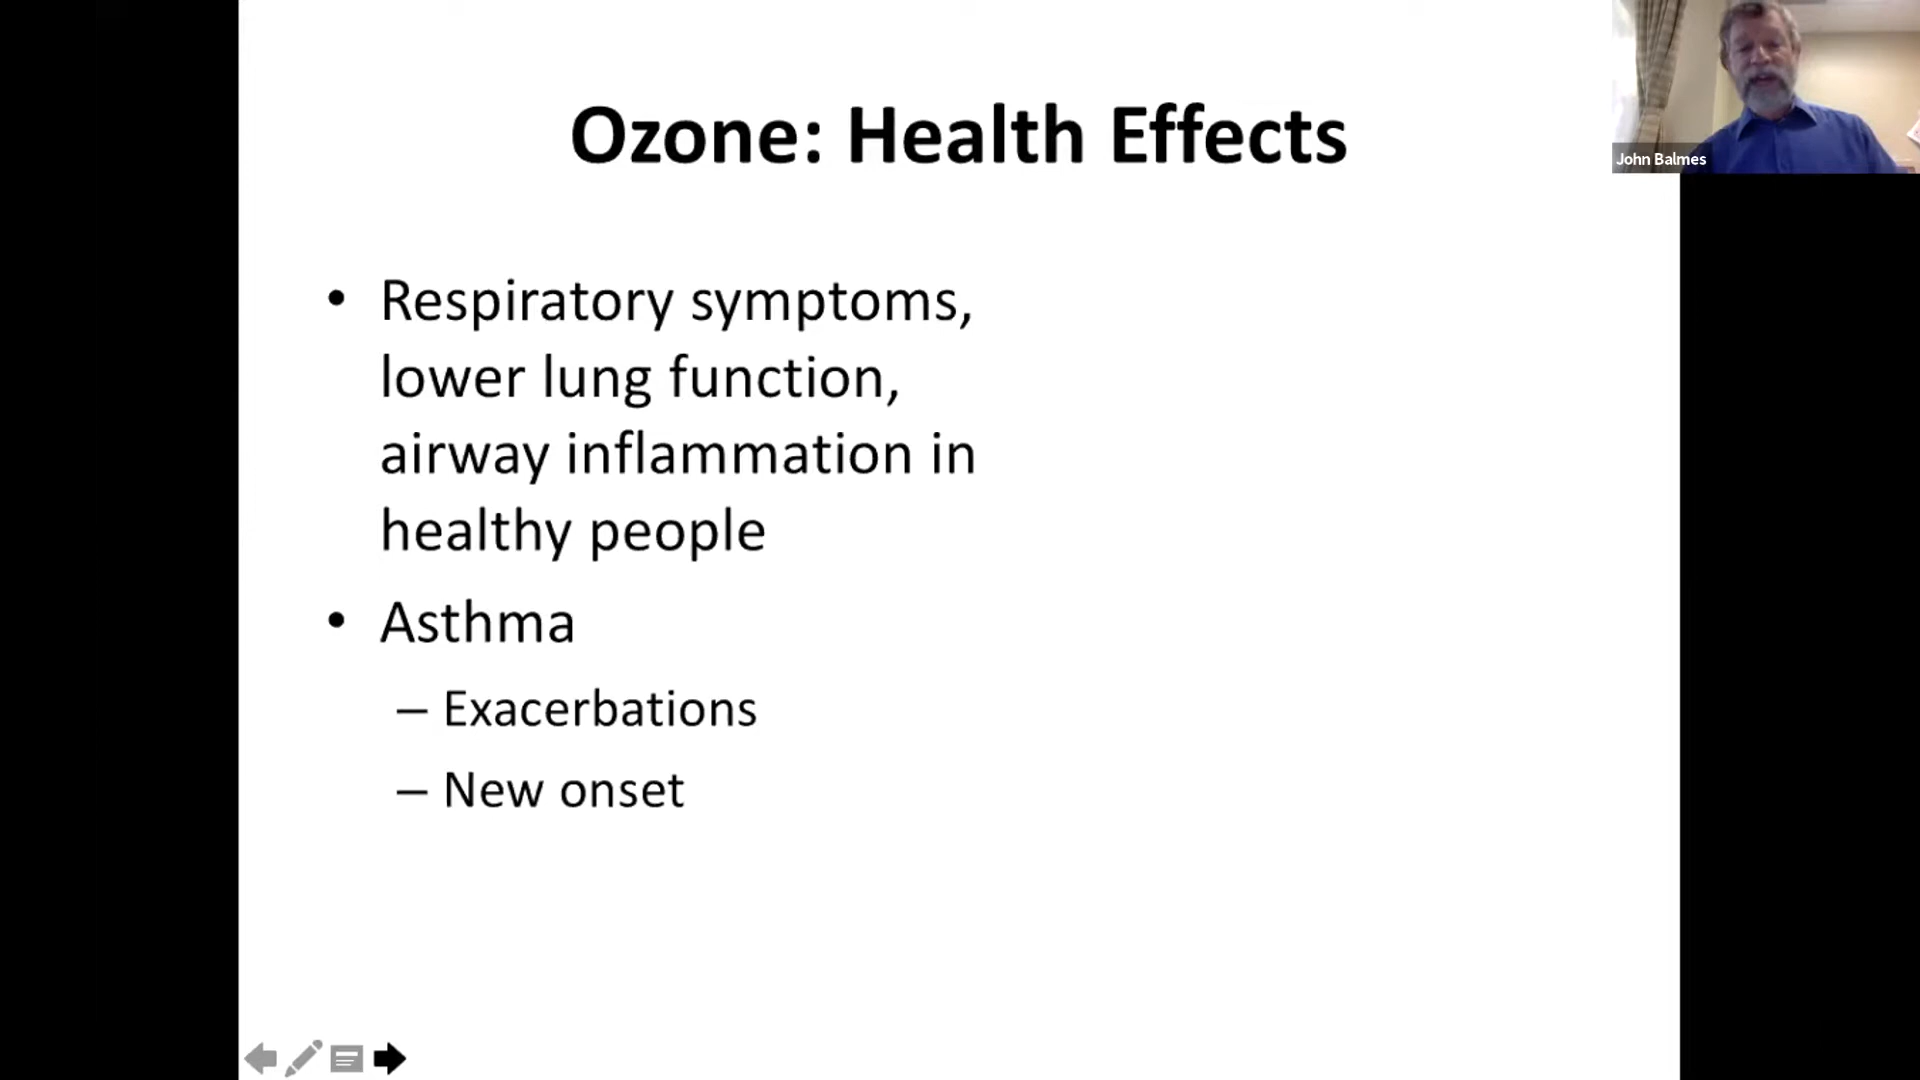 Ozone: Health Effects
John Balmes
• Respiratory symptoms,
lower lung function,
airway inflammation in
healthy people
• Asthma
– Exacerbations
– New onset